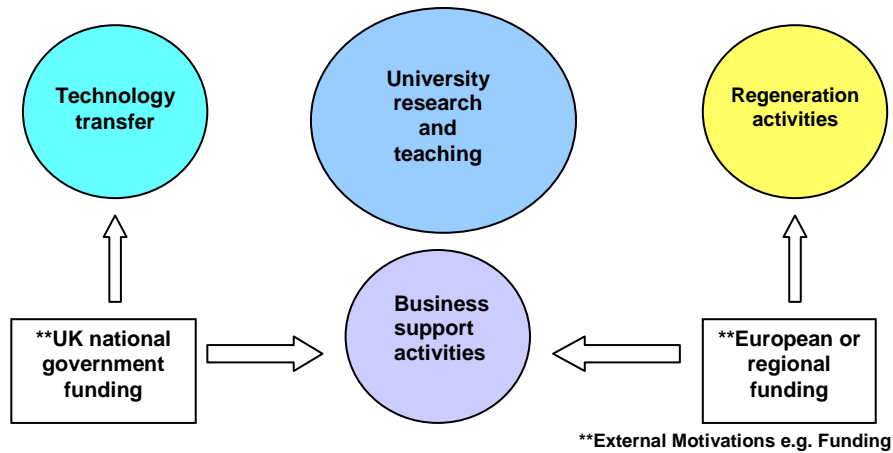 Technology
transfer
University
research
and
teaching
Regeneration
activities
Business
support
activities
**UK national
government
funding
**European or
regional
funding
**External Motivations e.g. Funding